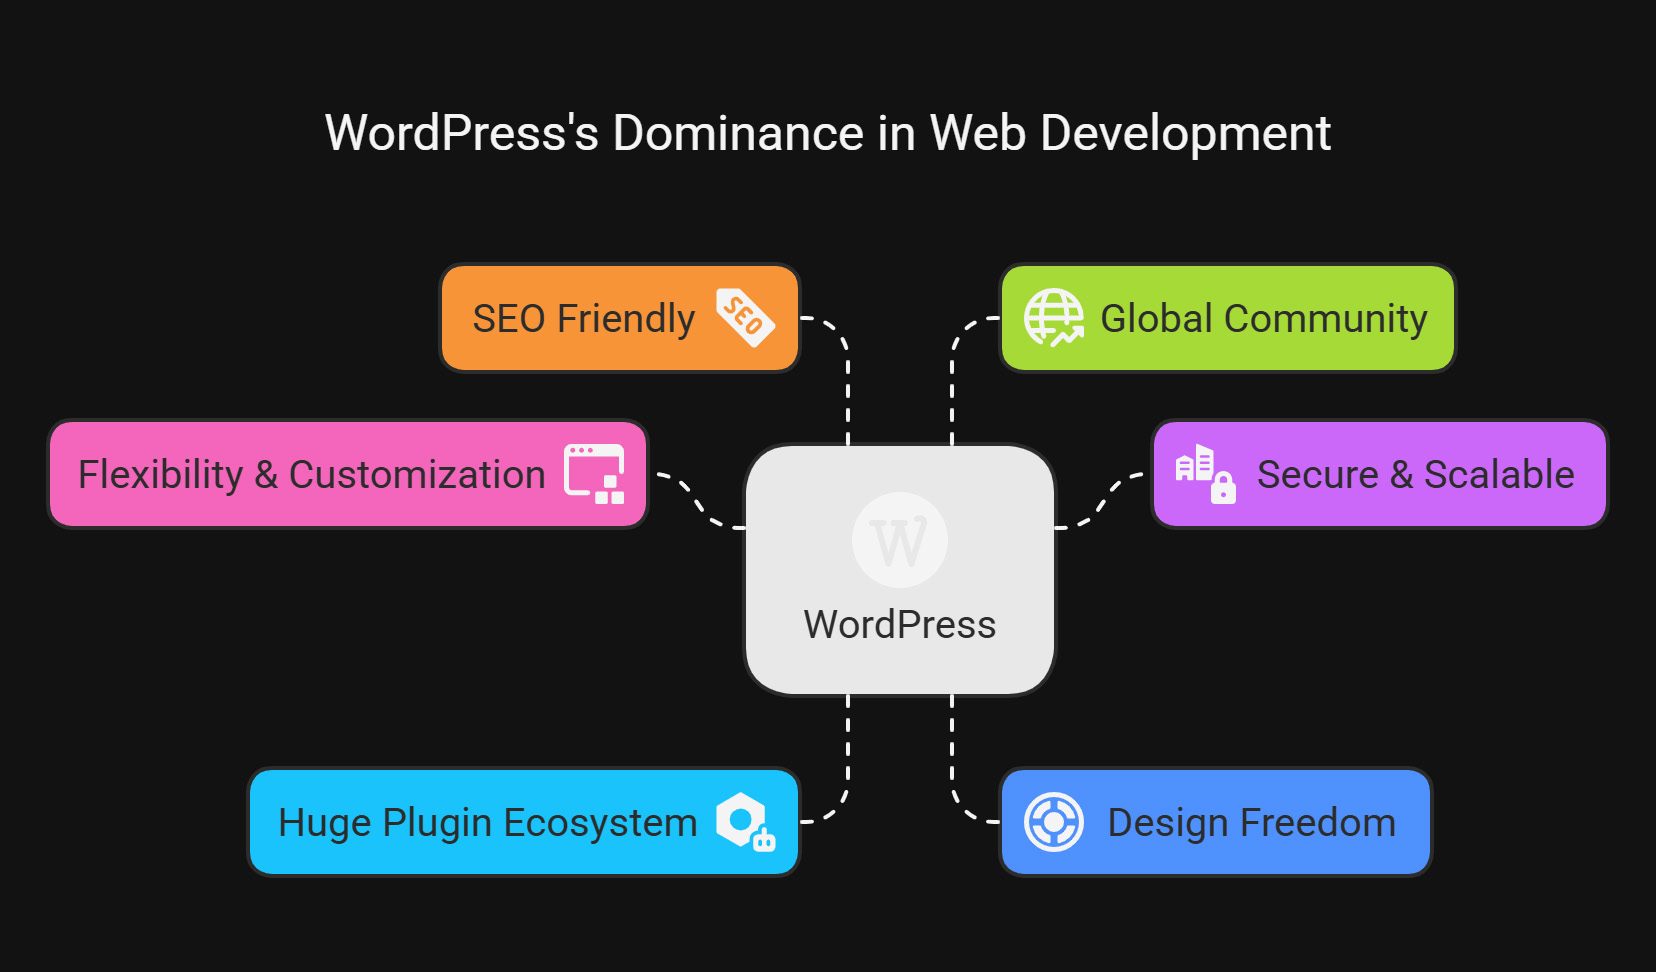 WordPress's Dominance in Web Development
SEO Friendly
SEO
Global Community
Flexibility & Customization
Secure & Scalable
W
WordPress
Huge Plugin Ecosystem
Design Freedom